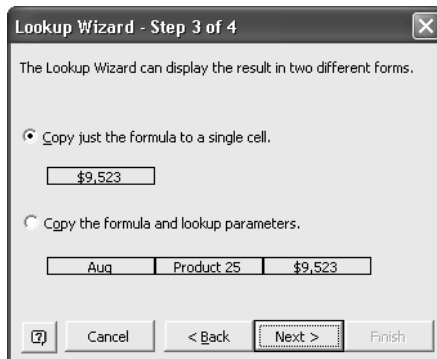 Lookup Wizard - Step 3 of 4
The Lookup Wizard can display the result in two different forms.
Copy just the formula to a single cell.
$9,523
Copy the formula and lookup parameters.
Aug Product 25 $9,523
? Cancel < Back Next > Finish